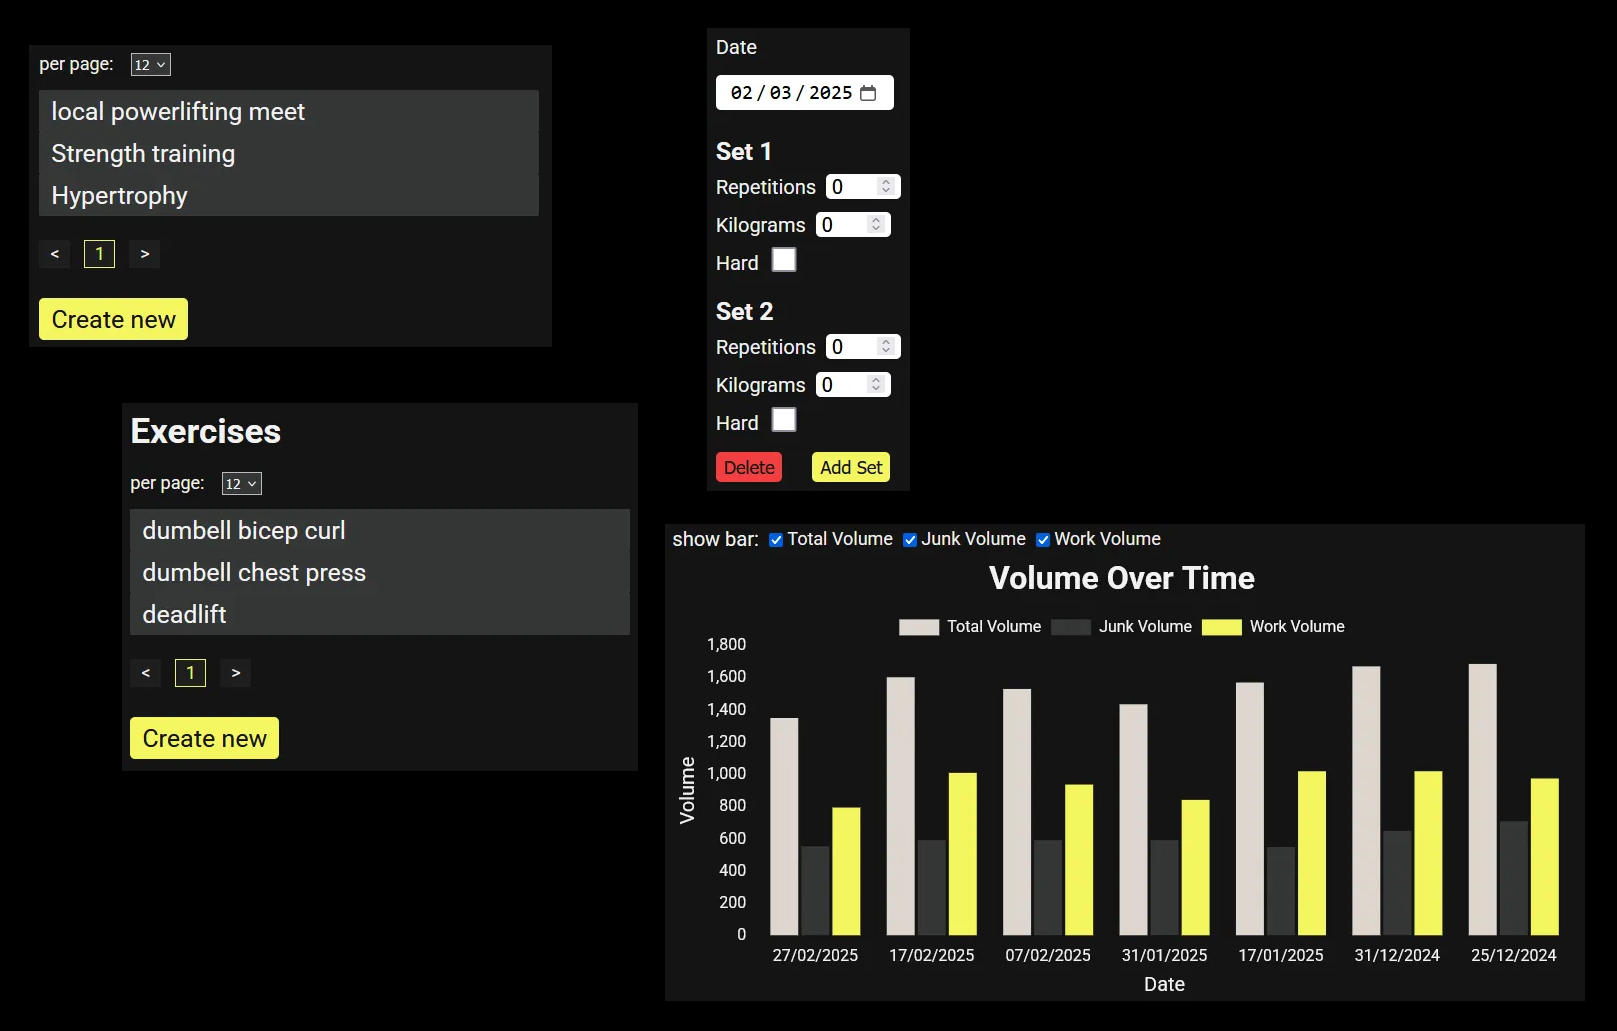 per page: 12
local powerlifting meet
Strength training
Hypertrophy
< 1 >
Create new
Exercises
per page: 12
dumbell bicep curl
dumbell chest press
deadlift
< 1 >
Create new
Date
02/03/2025
Set 1
Repetitions 0
Kilograms 0
Hard
Set 2
Repetitions 0
Kilograms 0
Hard
Delete Add Set
show bar: Total Volume Junk Volume Work Volume
Volume Over Time
Total Volume Junk Volume Work Volume
1,800
1,600
1,400
1,200
1,000
800
600
400
200
0
Volume
27/02/2025 17/02/2025 07/02/2025 31/01/2025 17/01/2025 31/12/2024 25/12/2024
Date